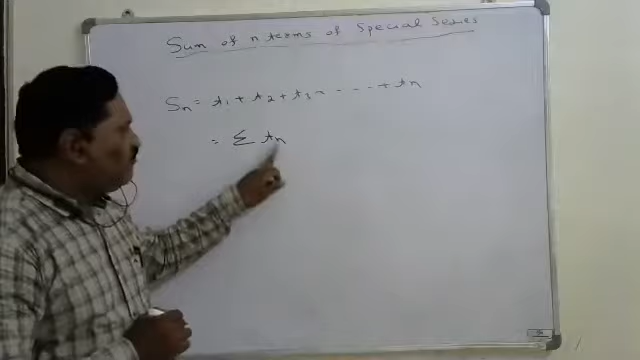 Sum of n terms of Special Series
Sn = t1 + t2 + t3 - - - - - + tn
= Σ tn